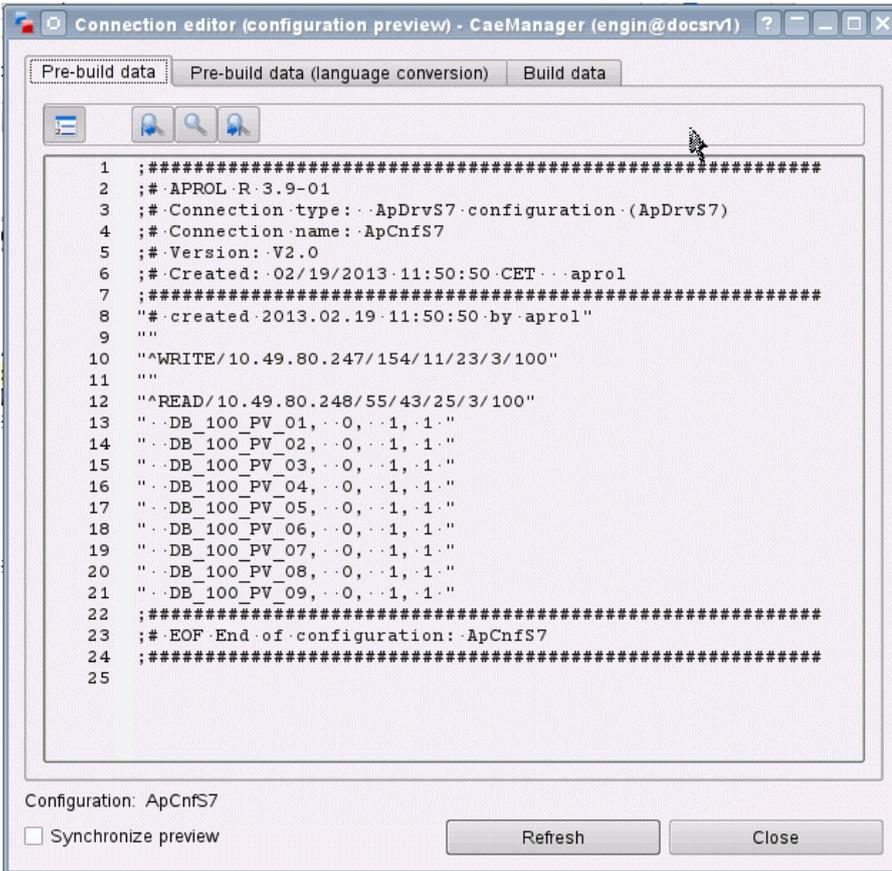 Connection editor (configuration preview) - CaeManager (engin@docsrv1)
Pre-build data Pre-build data (language conversion) Build data
1 ;###########################################################
2 ;#·APROL·R·3.9-01
3 ;#·Connection·type:··ApDrvS7·configuration·(ApDrvS7)
4 ;#·Connection·name:·ApCnfS7
5 ;#·Version:·V2.0
6 ;#·Created:·02/19/2013·11:50:50·CET···aprol
7 ;###########################################################
8 "#·created·2013.02.19·11:50:50·by·aprol"
9 ""
10 "^WRITE/10.49.80.247/154/11/23/3/100"
11 ""
12 "^READ/10.49.80.248/55/43/25/3/100"
13 "··DB_100_PV_01,··0,··1,·1·"
14 "··DB_100_PV_02,··0,··1,·1·"
15 "··DB_100_PV_03,··0,··1,·1·"
16 "··DB_100_PV_04,··0,··1,·1·"
17 "··DB_100_PV_05,··0,··1,·1·"
18 "··DB_100_PV_06,··0,··1,·1·"
19 "··DB_100_PV_07,··0,··1,·1·"
20 "··DB_100_PV_08,··0,··1,·1·"
21 "··DB_100_PV_09,··0,··1,·1·"
22 ;###########################################################
23 ;#·EOF·End·of·configuration:·ApCnfS7
24 ;###########################################################
25
Configuration: ApCnfS7
Synchronize preview
Refresh Close